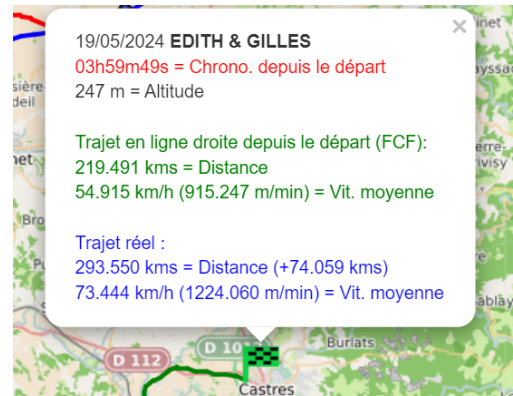 19/05/2024 EDITH & GILLES
03h59m49s = Chrono. depuis le départ
247 m = Altitude
Trajet en ligne droite depuis le départ (FCF):
219.491 kms = Distance
54.915 km/h (915.247 m/min) = Vit. moyenne
Trajet réel :
293.550 kms = Distance (+74.059 kms)
73.444 km/h (1224.060 m/min) = Vit. moyenne
×
D 112
Burlats
Castres